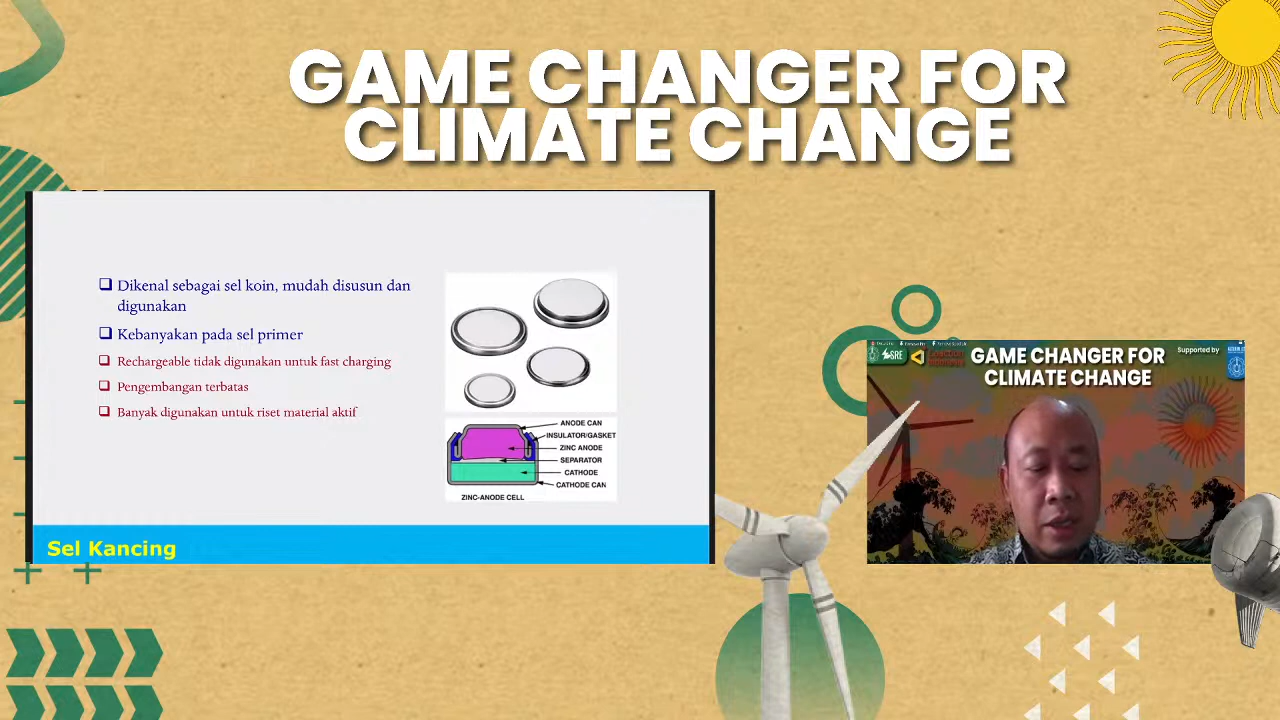 GAME CHANGER FOR
CLIMATE CHANGE
❑ Dikenal sebagai sel koin, mudah disusun dan
digunakan
❑ Kebanyakan pada sel primer
❑ Rechargeable tidak digunakan untuk fast charging
❑ Pengembangan terbatas
❑ Banyak digunakan untuk riset material aktif
ANODE CAN
INSULATOR/GASKET
ZINC ANODE
SEPARATOR
CATHODE
CATHODE CAN
ZINC-ANODE CELL
Sel Kancing
SRE
GAME CHANGER FOR
CLIMATE CHANGE
Supported by